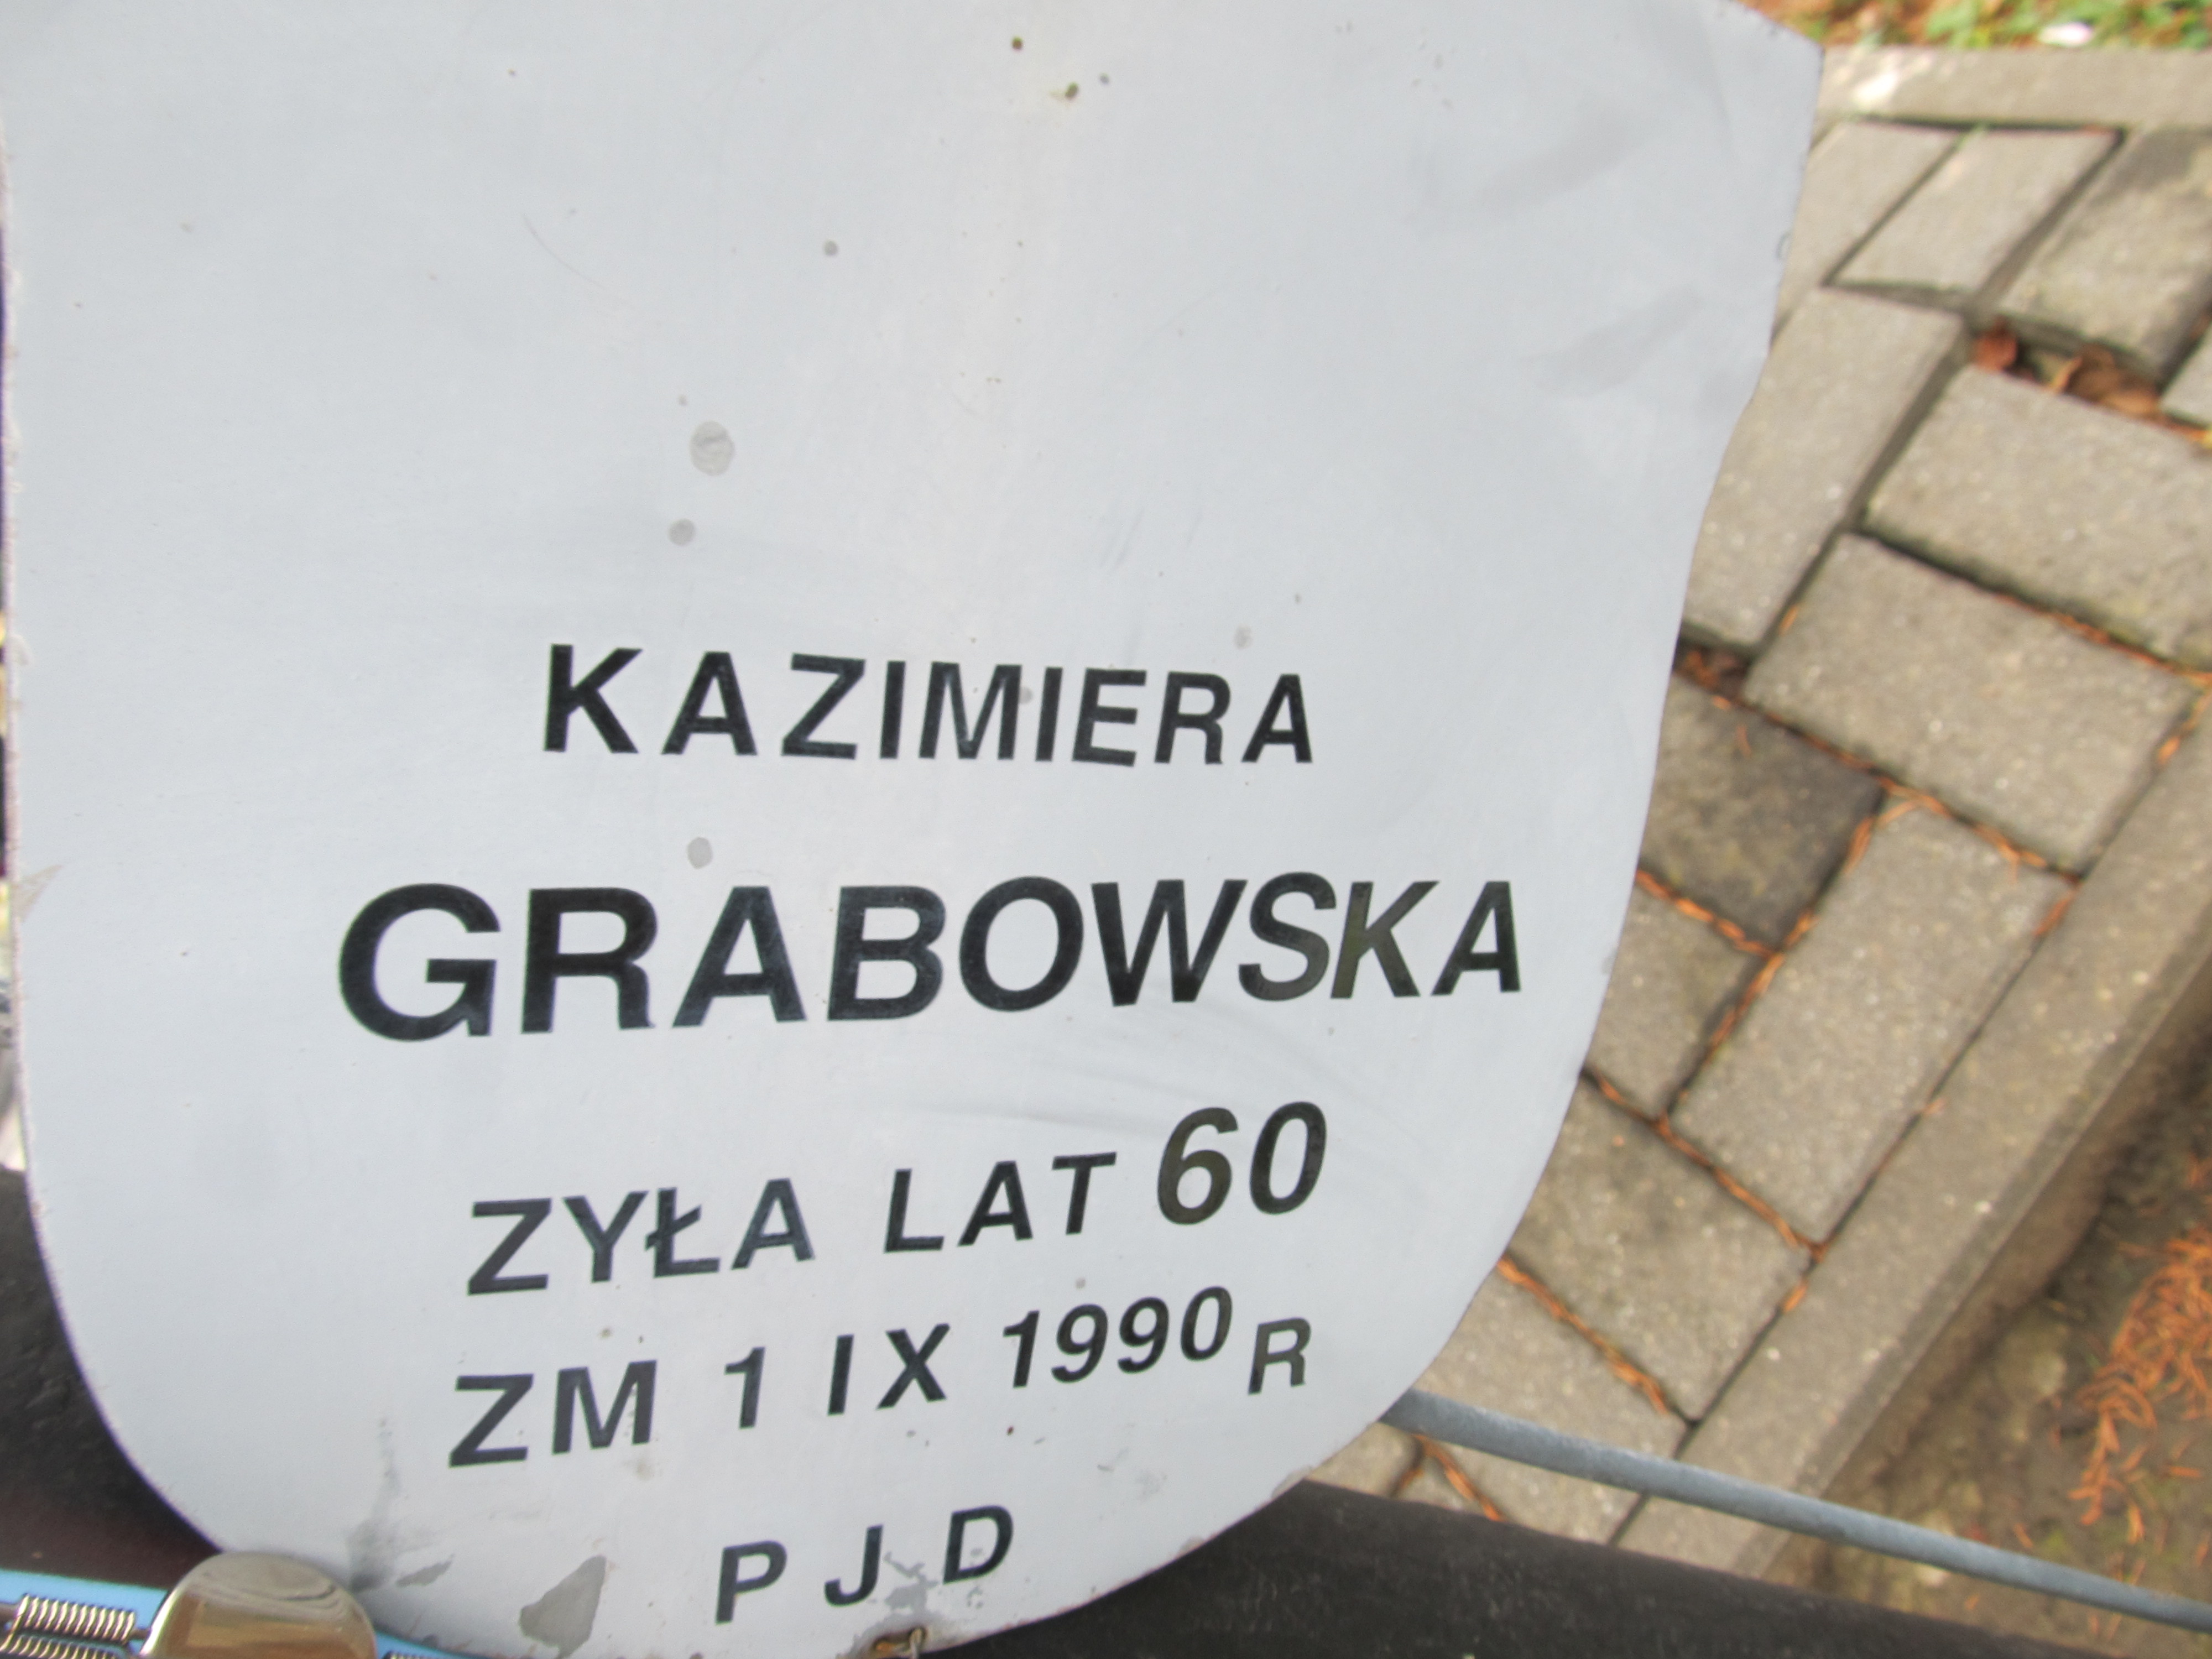 KAZIMIERA
GRABOWSKA
ZYŁA LAT 60
ZM 1 IX 1990 R
P J D